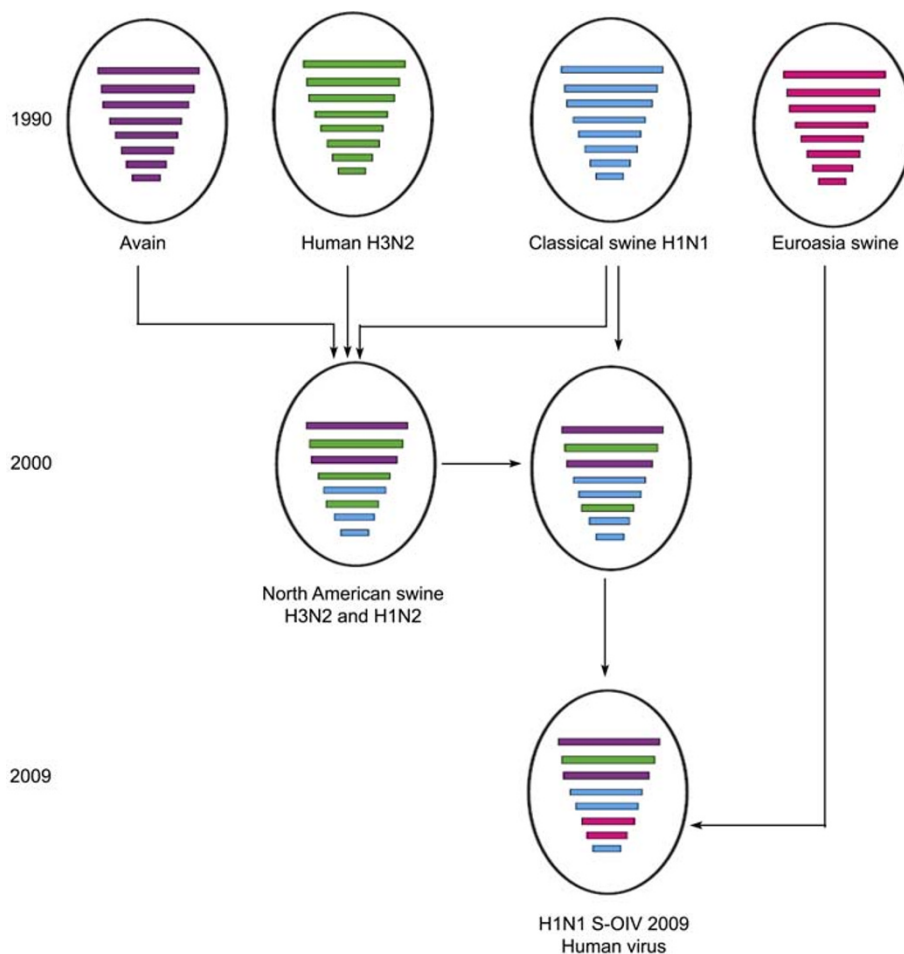 1990
Avain
Human H3N2
Classical swine H1N1
Euroasia swine
2000
North American swine
H3N2 and H1N2
2009
H1N1 S-OIV 2009
Human virus